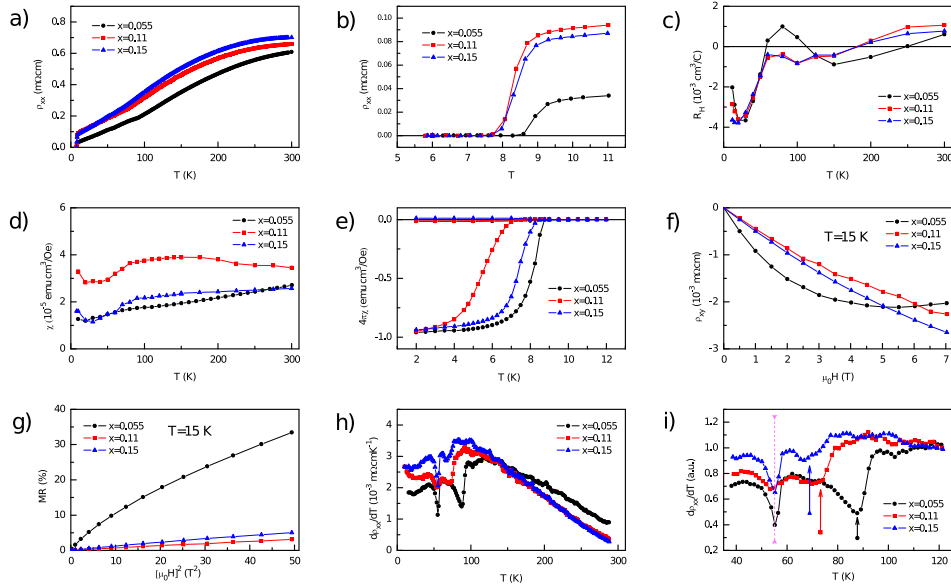 a)
0.8
0.6
0.4
0.2
0.0
ρxx (mΩcm)
x=0.055
x=0.11
x=0.15
0 100 200 300
T (K)
b)
0.10
0.08
0.06
0.04
0.02
0.00
ρxx (mΩcm)
x=0.055
x=0.11
x=0.15
5 6 7 8 9 10 11
T
c)
2
0
-2
-4
R_H (10⁻³ cm³/C)
x=0.055
x=0.11
x=0.15
0 100 200 300
T (K)
d)
6
4
2
0
χ (10⁻⁵ emu cm³/Oe)
x=0.055
x=0.11
x=0.15
0 100 200 300
T (K)
e)
0.0
-0.5
-1.0
4πχ (emu cm³/Oe)
x=0.055
x=0.11
x=0.15
0 2 4 6 8 10 12
T (K)
f)
0
-1
-2
-3
ρxy (10⁻³ mΩcm)
T=15 K
x=0.055
x=0.11
x=0.15
0 1 2 3 4 5 6 7
μ₀H (T)
g)
40
30
20
10
0
MR (%)
x=0.055
x=0.11
x=0.15
T=15 K
0 10 20 30 40 50
[μ₀H]² (T²)
h)
4
3
2
1
0
dρxx/dT (10⁻³ mΩcmK⁻¹)
x=0.055
x=0.11
x=0.15
0 100 200 300
T (K)
i)
1,2
1,0
0,8
0,6
0,4
0,2
dρxx/dT (a.u.)
x=0.055
x=0.11
x=0.15
40 60 80 100 120
T (K)